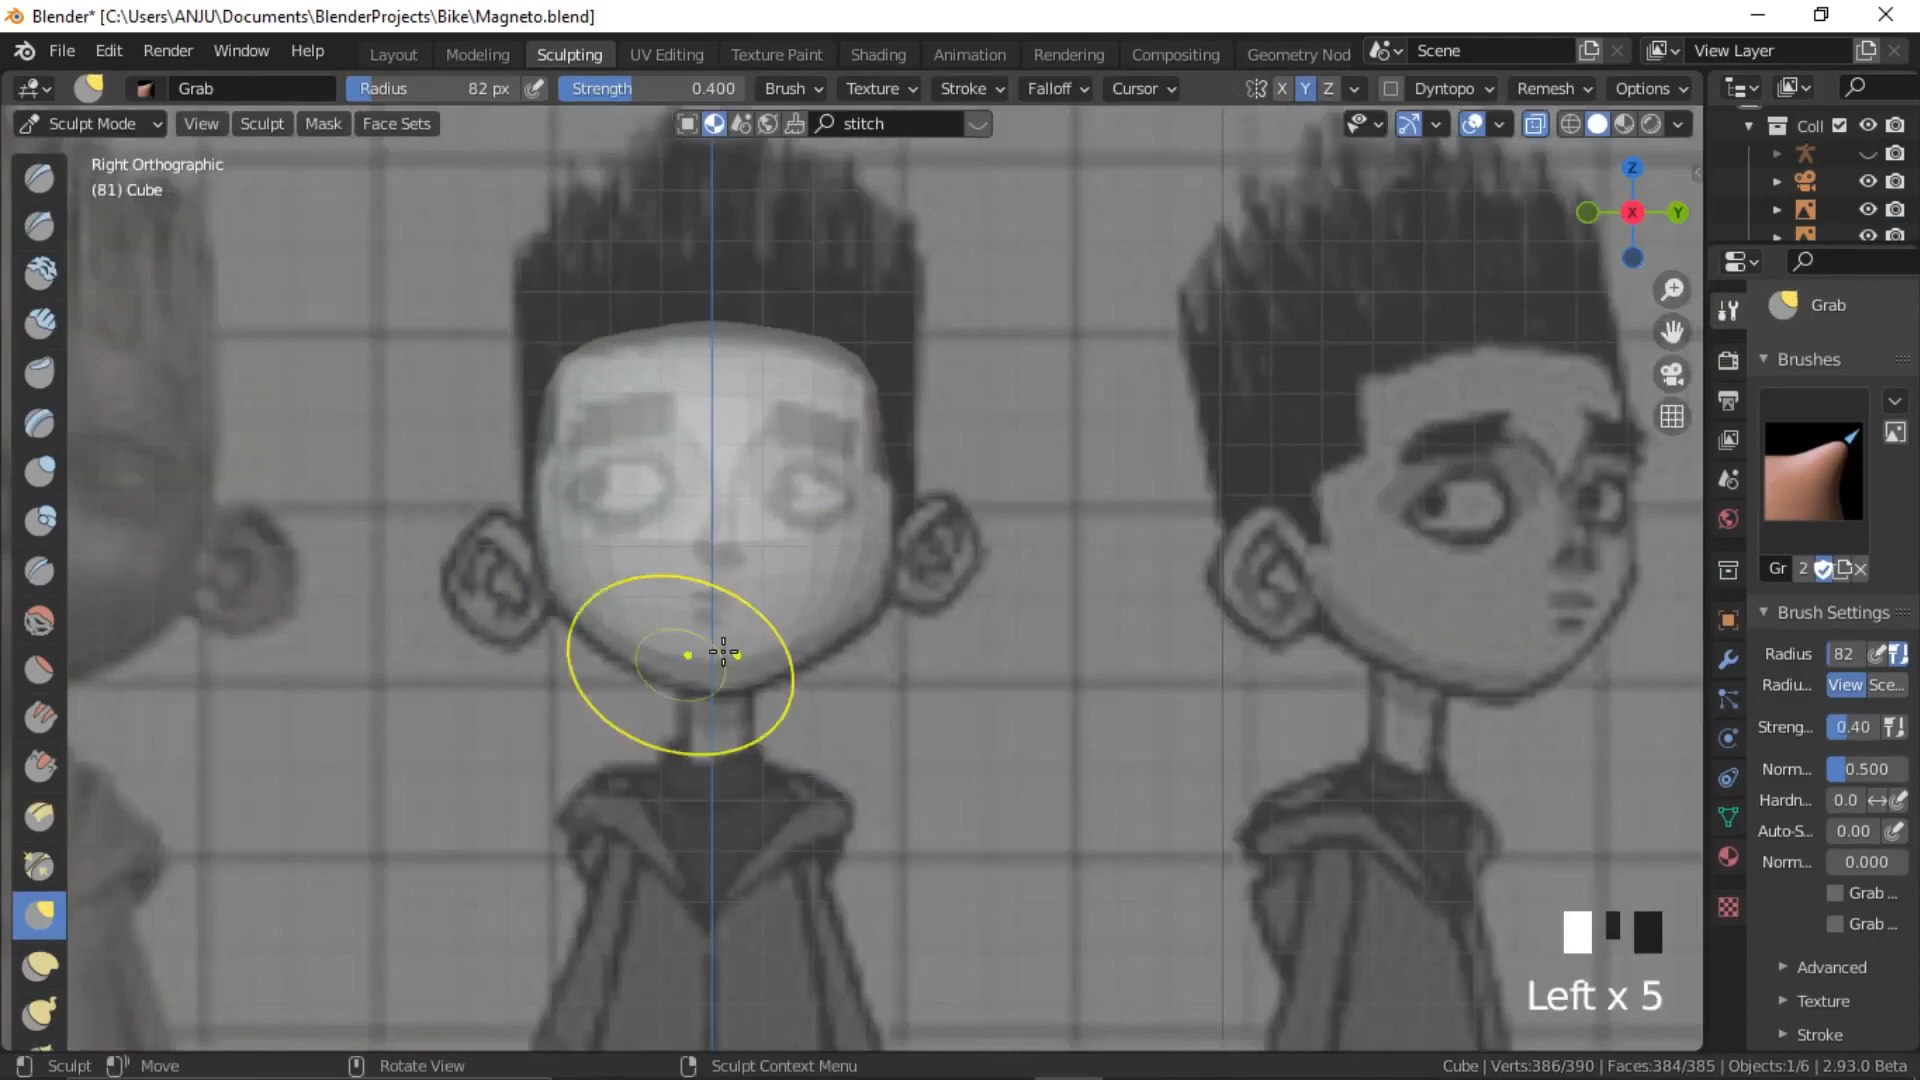 Blender* [C:\Users\ANJU\Documents\BlenderProjects\Bike\Magneto.blend]
File Edit Render Window Help Layout Modeling Sculpting UV Editing Texture Paint Shading Animation Rendering Compositing Geometry Nod Scene View Layer
Grab Radius 82 px Strength 0.400 Brush Texture Stroke Falloff Cursor X Y Z Dyntopo Remesh Options
Sculpt Mode View Sculpt Mask Face Sets stitch
Coll
Right Orthographic
(81) Cube
Z
X Y
Grab
Brushes
Gr 2
Brush Settings
Radius 82
Radiu... View Sce...
Streng... 0.40
Norm... 0.500
Hardn... 0.0
Auto-S... 0.00
Norm... 0.000
Grab ...
Grab ...
Advanced
Texture
Stroke
Left x 5
Sculpt Move Rotate View Sculpt Context Menu Cube | Verts:386/390 | Faces:384/385 | Objects:1/6 | 2.93.0 Beta